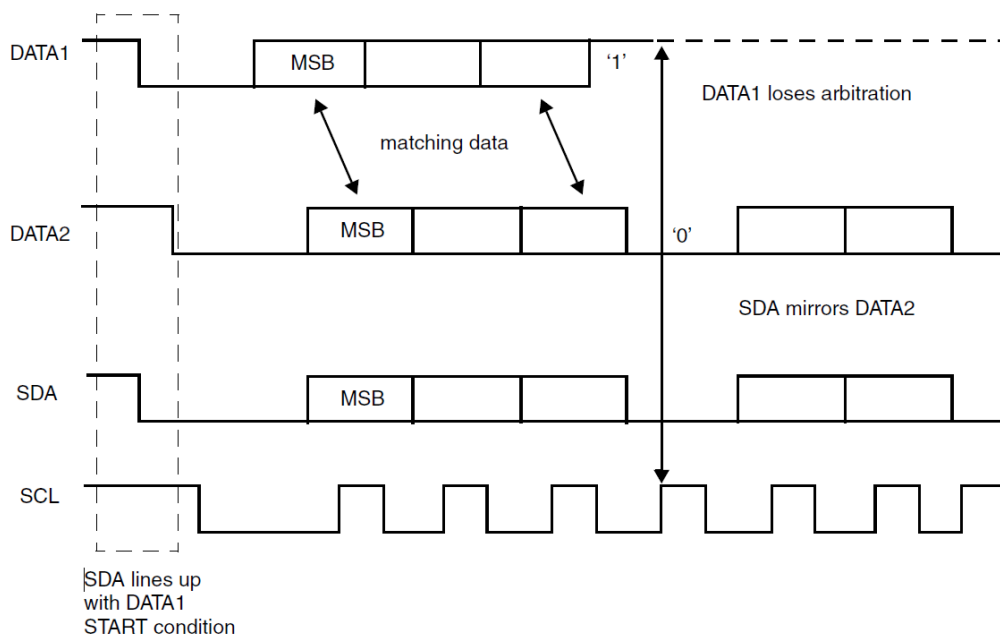 DATA1
MSB
‘1’
DATA1 loses arbitration
matching data
DATA2
MSB
‘0’
SDA mirrors DATA2
SDA
MSB
SCL
SDA lines up
with DATA1
START condition